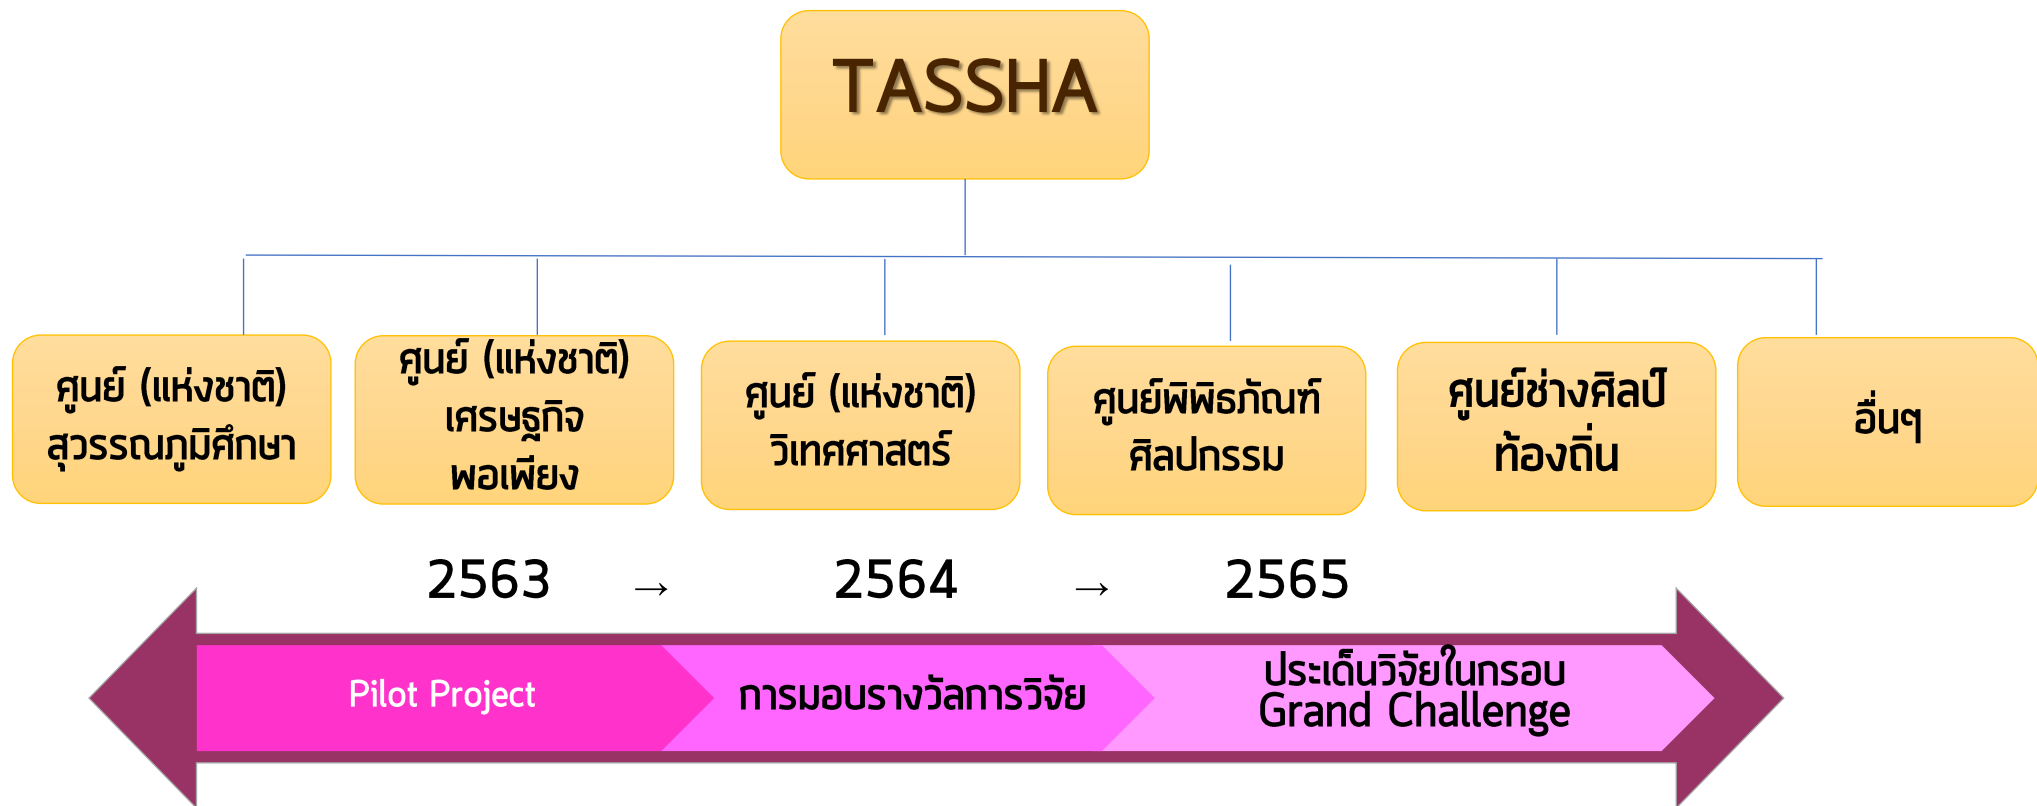 TASSHA
ศูนย์ (แห่งชาติ)
สุวรรณภูมิศึกษา
ศูนย์ (แห่งชาติ)
เศรษฐกิจ
พอเพียง
ศูนย์ (แห่งชาติ)
วิเทศศาสตร์
ศูนย์พิพิธภัณฑ์
ศิลปกรรม
ศูนย์ช่างศิลป์
ท้องถิ่น
อื่นๆ
2563 → 2564 → 2565
Pilot Project
การมอบรางวัลการวิจัย
ประเด็นวิจัยในกรอบ
Grand Challenge